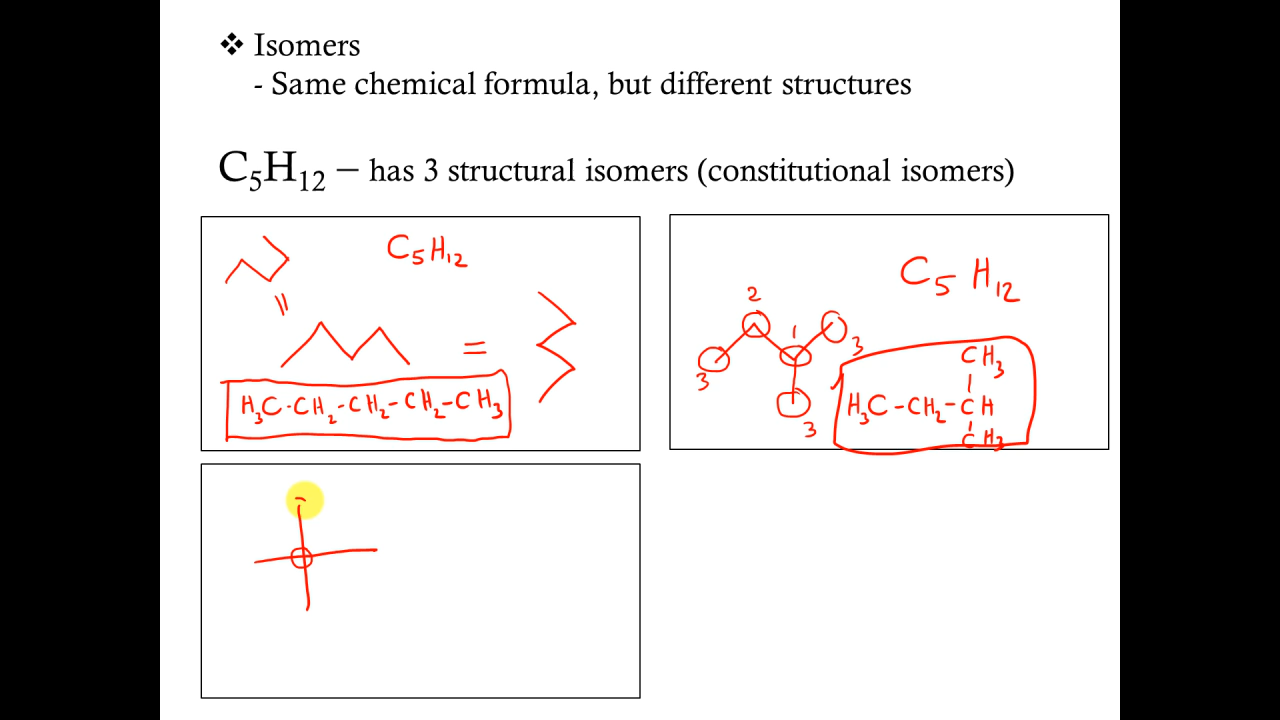 ❖ Isomers
- Same chemical formula, but different structures
C₅H₁₂ – has 3 structural isomers (constitutional isomers)
C₅H₁₂
=
=
H₃C-CH₂-CH₂-CH₂-CH₃
C₅H₁₂
2
1
3
3
3
CH₃
|
H₃C-CH₂-CH
|
CH₃